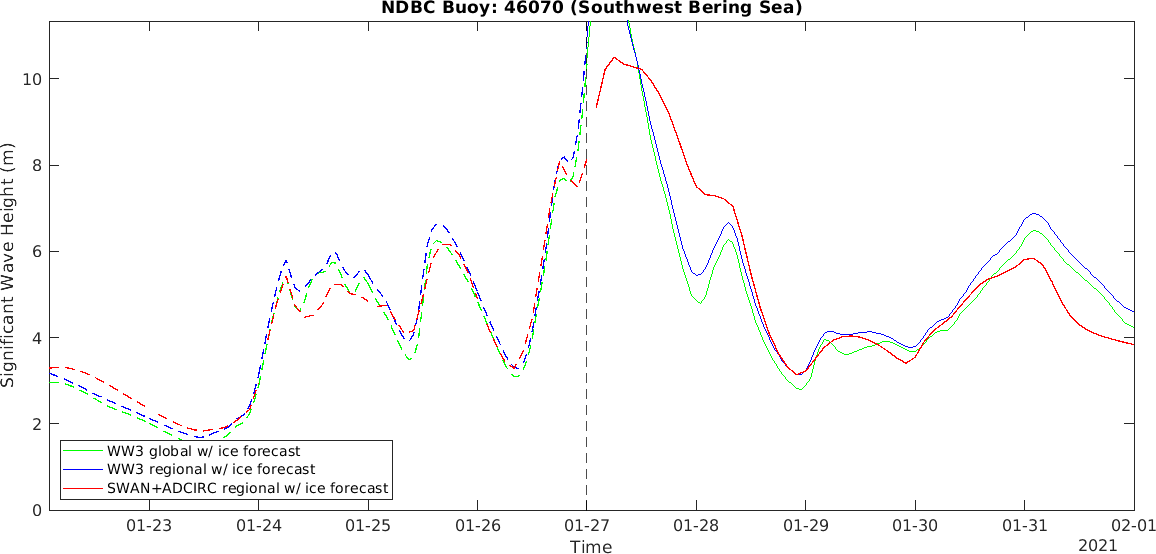 NDBC Buoy: 46070 (Southwest Bering Sea)
Significant Wave Height (m)
10
8
6
4
2
0
WW3 global w/ ice forecast
WW3 regional w/ ice forecast
SWAN+ADCIRC regional w/ ice forecast
01-23 01-24 01-25 01-26 01-27 01-28 01-29 01-30 01-31 02-01
Time
2021